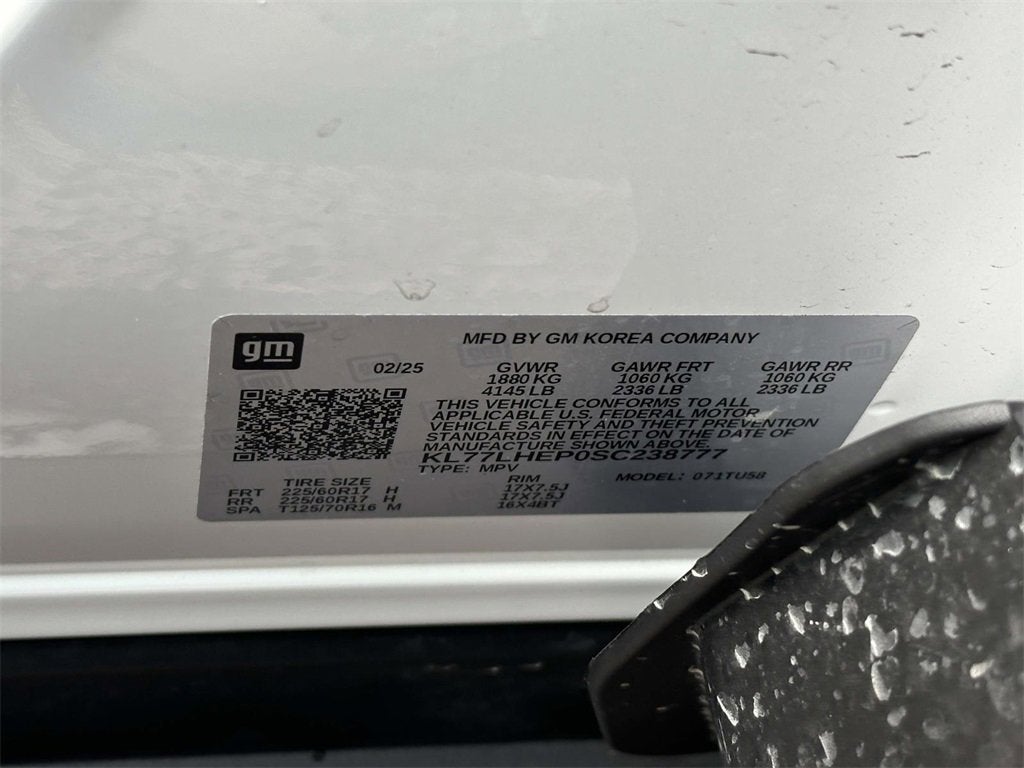 gm
MFD BY GM KOREA COMPANY
02/25 GVWR GAWR FRT GAWR RR
1880 KG 1060 KG 1060 KG
4145 LB 2336 LB 2336 LB
THIS VEHICLE CONFORMS TO ALL
APPLICABLE U.S. FEDERAL MOTOR
VEHICLE SAFETY AND THEFT PREVENTION
STANDARDS IN EFFECT ON THE DATE OF
MANUFACTURE SHOWN ABOVE.
KL77LHEP0SC238777
TYPE: MPV MODEL: 071TU58
TIRE SIZE RIM
FRT 225/60R17 H 17X7.5J
RR 225/60R17 H 17X7.5J
SPA T125/70R16 M 16X4BT